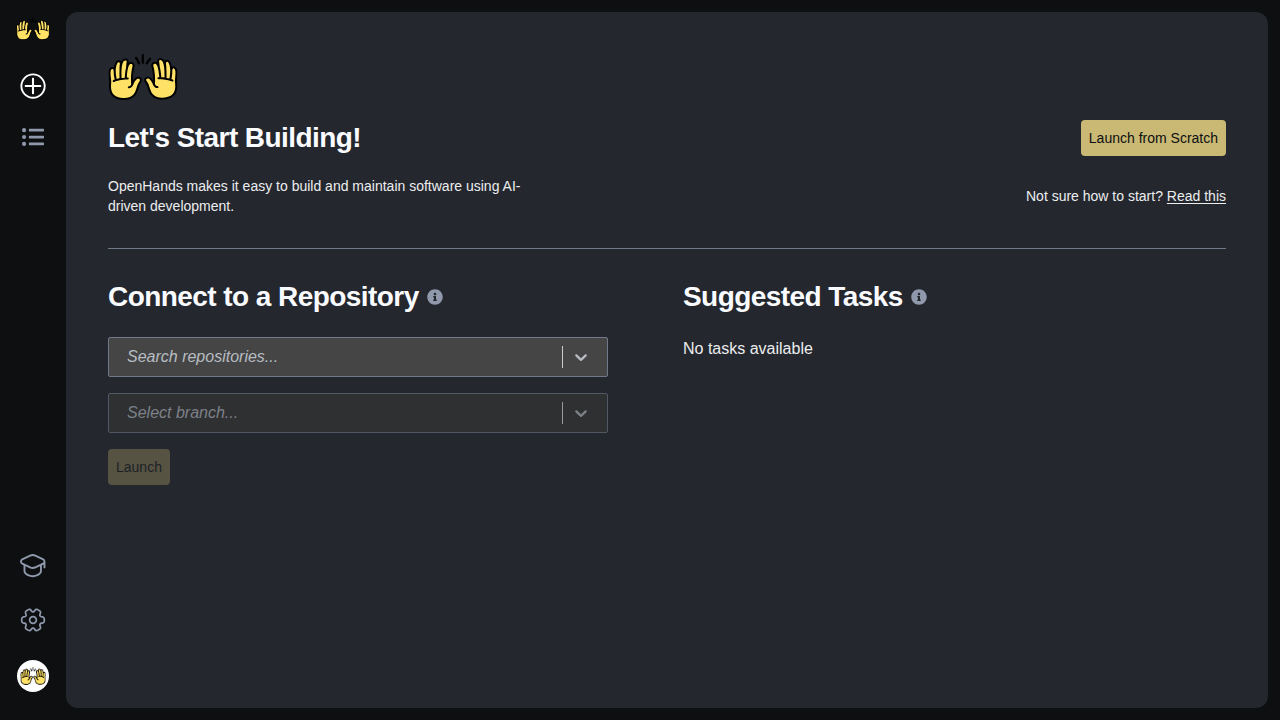 Let's Start Building!
Launch from Scratch
OpenHands makes it easy to build and maintain software using AI-
driven development.
Not sure how to start? Read this
Connect to a Repository
Search repositories...
Select branch...
Launch
Suggested Tasks
No tasks available